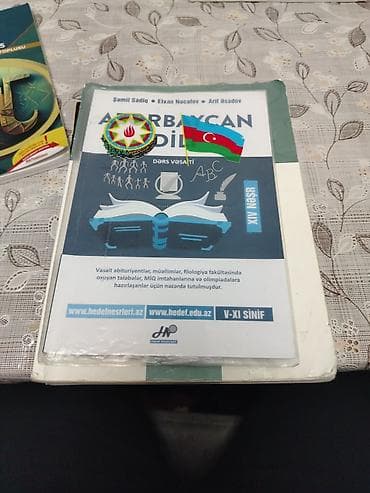 Şamil Sadiq • Elxan Nəcəfov • Arif Əsədov
AZƏRBAYCAN
DİLİ
DƏRS VƏSAİTİ
ABC
XIV NƏŞR
Vəsait abituriyentlər, müəllimlər, filologiya fakültəsində
oxuyan tələbələr, MİQ imtahanlarına və olimpiadalara
hazırlaşanlar üçün nəzərdə tutulmuşdur.
www.hedefnesrleri.az
www.hedef.edu.az
V-XI SİNİF